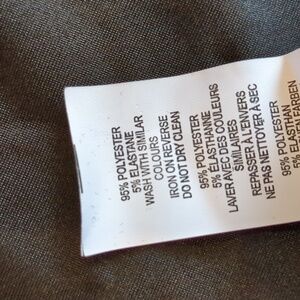 95% POLYESTER
5% ELASTANE
WASH WITH SIMILAR
COLOURS
IRON ON REVERSE
DO NOT DRY CLEAN
95% POLYESTER
5% ÉLASTHANNE
LAVER AVEC DES COULEURS
SIMILAIRES
REPASSER À L'ENVERS
NE PAS NETTOYER À SEC
95% POLYESTER
5% ELASTHAN